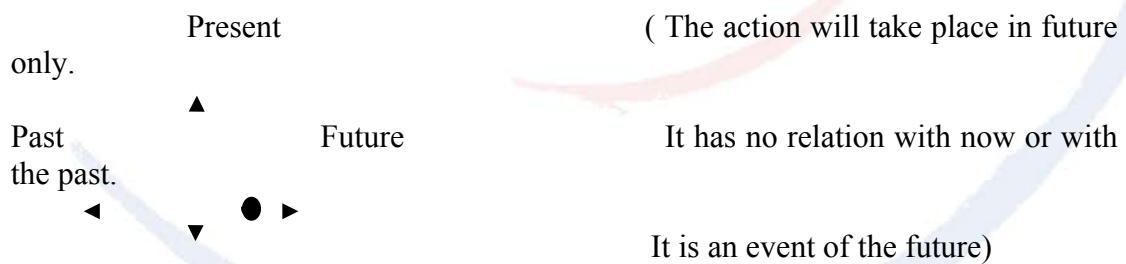 Present ( The action will take place in future
only.
Past Future It has no relation with now or with
the past.
It is an event of the future)